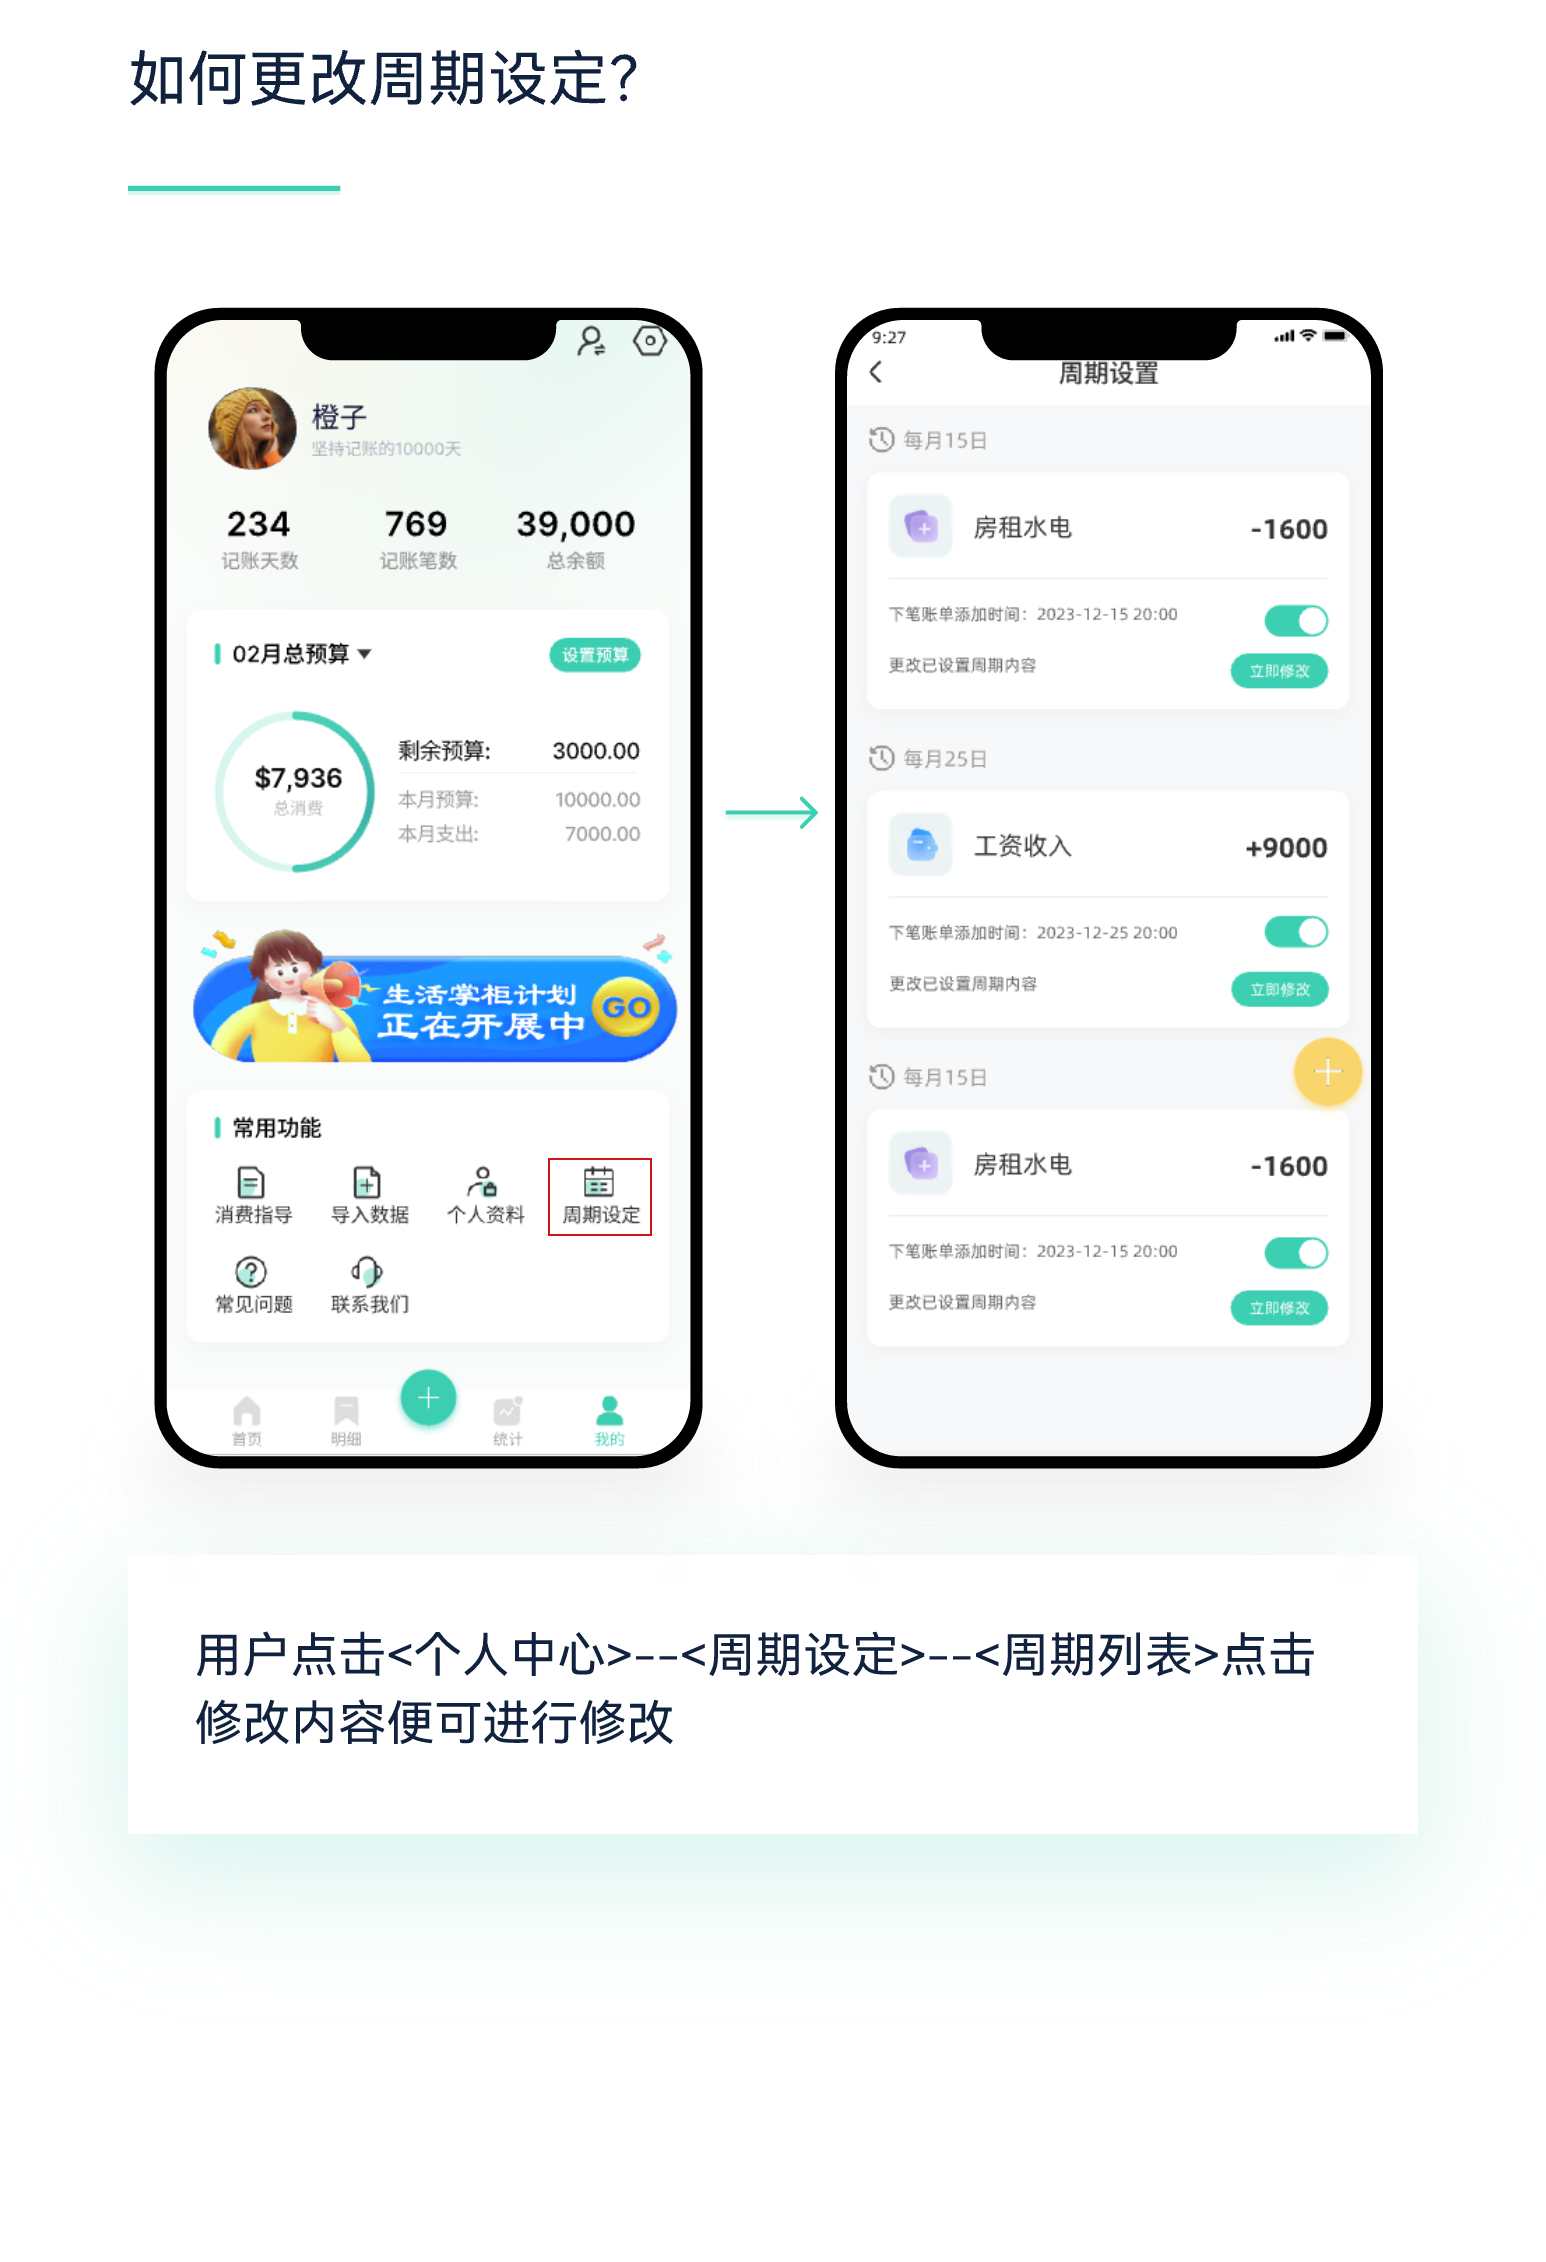 如何更改周期设定？
橙子
坚持记账的10000天
234 769 39,000
记账天数 记账笔数 总余额
02月总预算 设置预算
$7,936
总消费
剩余预算: 3000.00
本月预算: 10000.00
本月支出: 7000.00
生活掌柜计划
正在开展中
GO
常用功能
消费指导 导入数据 个人资料 周期设定
常见问题 联系我们
首页 明细 统计 我的
9:27
周期设置
每月15日
房租水电 -1600
下笔账单添加时间：2023-12-15 20:00
更改已设置周期内容 立即修改
每月25日
工资收入 +9000
下笔账单添加时间：2023-12-25 20:00
更改已设置周期内容 立即修改
每月15日
房租水电 -1600
下笔账单添加时间：2023-12-15 20:00
更改已设置周期内容 立即修改
用户点击<个人中心>--<周期设定>--<周期列表>点击
修改内容便可进行修改